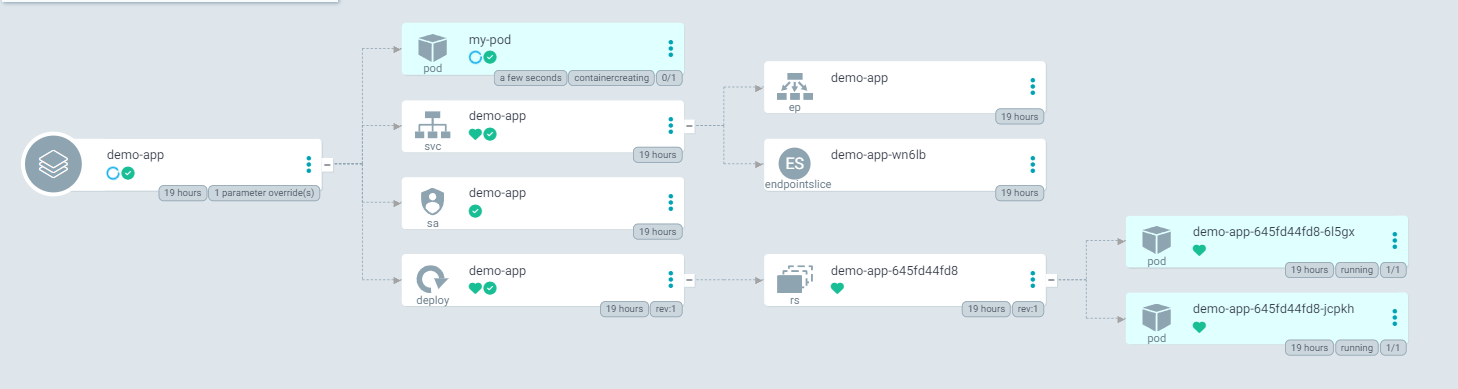 demo-app
19 hours
1 parameter override(s)
my-pod
pod
a few seconds
containercreating
0/1
demo-app
svc
19 hours
demo-app
sa
19 hours
demo-app
deploy
19 hours
rev:1
demo-app
ep
19 hours
ES
demo-app-wn6lb
endpointslice
19 hours
demo-app-645fd44fd8
rs
19 hours
rev:1
demo-app-645fd44fd8-6l5gx
pod
19 hours
running
1/1
demo-app-645fd44fd8-jcpkh
pod
19 hours
running
1/1